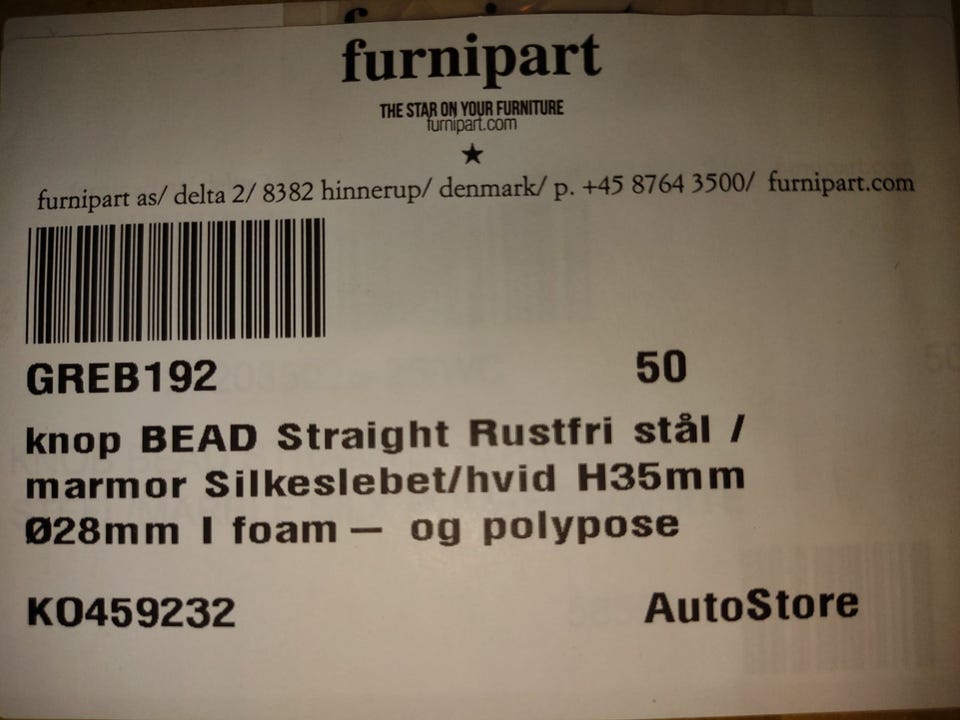 furnipart
THE STAR ON YOUR FURNITURE
furnipart.com
furnipart as/ delta 2/ 8382 hinnerup/ denmark/ p. +45 8764 3500/ furnipart.com
GREB192 50
knop BEAD Straight Rustfri stål /
marmor Silkeslebet/hvid H35mm
Ø28mm I foam – og polypose
KO459232 AutoStore